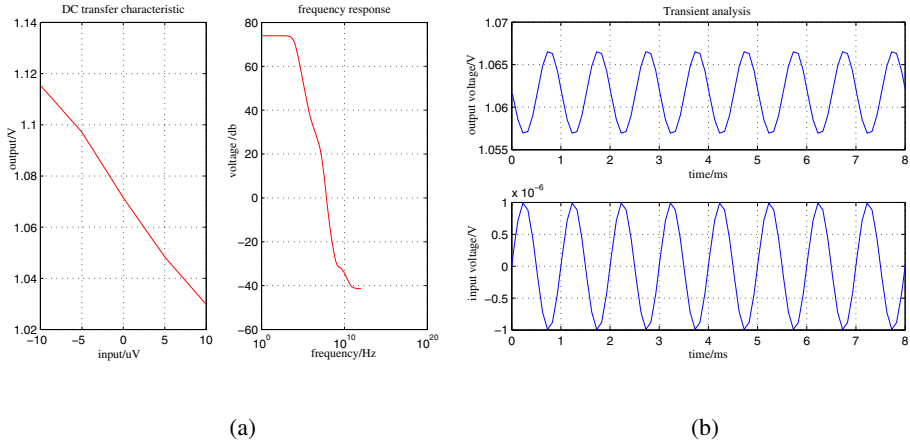 DC transfer characteristic
1.14
1.12
1.1
1.08
1.06
1.04
1.02
output/V
−10 −5 0 5 10
input/uV
frequency response
80
60
40
20
0
−20
−40
−60
voltage /db
10^0 10^10 10^20
frequency/Hz
(a)
Transient analysis
1.07
1.065
1.06
1.055
output voltage/V
0 1 2 3 4 5 6 7 8
time/ms
x 10^−6
1
0.5
0
−0.5
−1
input voltage/V
0 1 2 3 4 5 6 7 8
time/ms
(b)